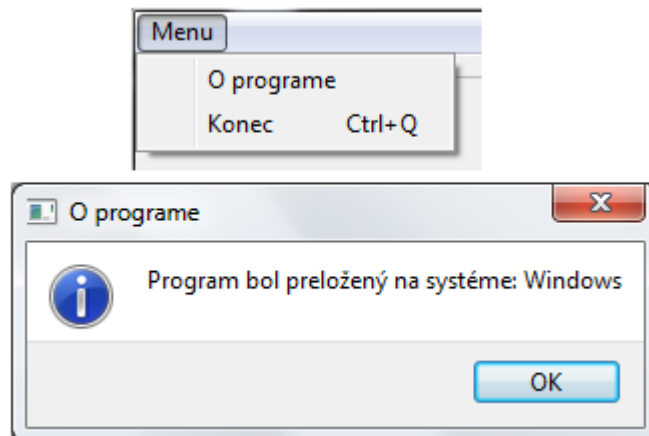 Menu
O programe
Konec Ctrl+Q
O programe
Program bol preložený na systéme: Windows
OK